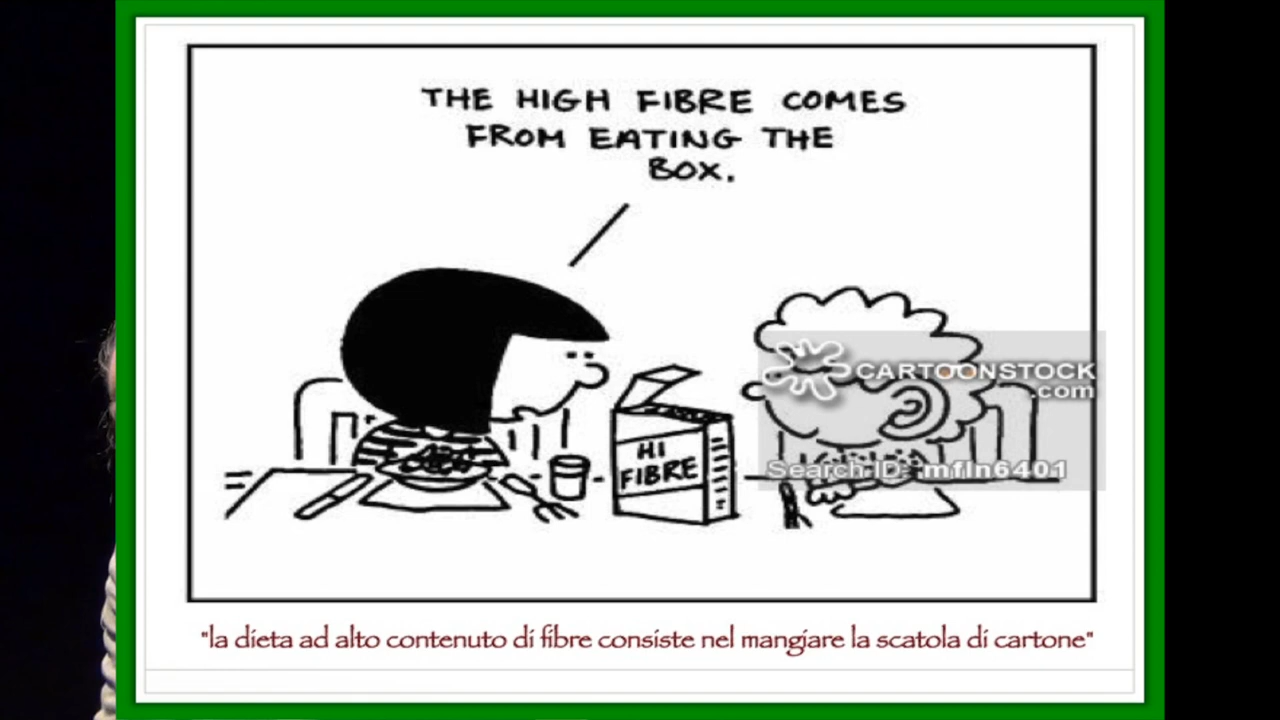 THE HIGH FIBRE COMES
FROM EATING THE
BOX.
HI
FIBRE
CARTOONSTOCK
.com
Search ID: mfln6401
"la dieta ad alto contenuto di fibre consiste nel mangiare la scatola di cartone"